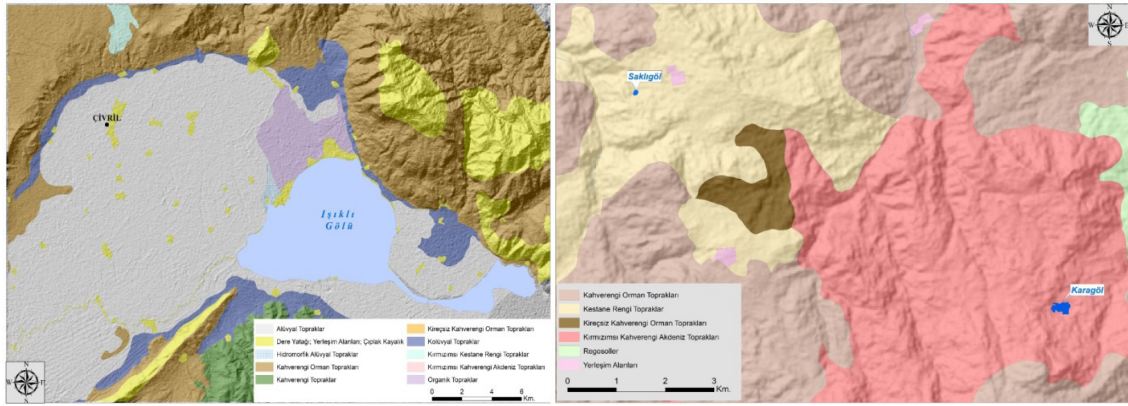 ÇİVRİL
Işıklı
Gölü
Alüvyal Topraklar
Dere Yatağı; Yerleşim Alanları; Çıplak Kayalık
Hidromorfik Alüvyal Topraklar
Kahverengi Orman Toprakları
Kahverengi Topraklar
Kireçsiz Kahverengi Orman Toprakları
Kolüvyal Topraklar
Kırmızımsı Kestane Rengi Topraklar
Kırmızımsı Kahverengi Akdeniz Toprakları
Organik Topraklar
0 2 4 6
Km.
N
W E
S
N
W E
S
Saklıgöl
Karagöl
Kahverengi Orman Toprakları
Kestane Rengi Topraklar
Kireçsiz Kahverengi Orman Toprakları
Kırmızımsı Kahverengi Akdeniz Toprakları
Regosoller
Yerleşim Alanları
0 1 2 3
Km.